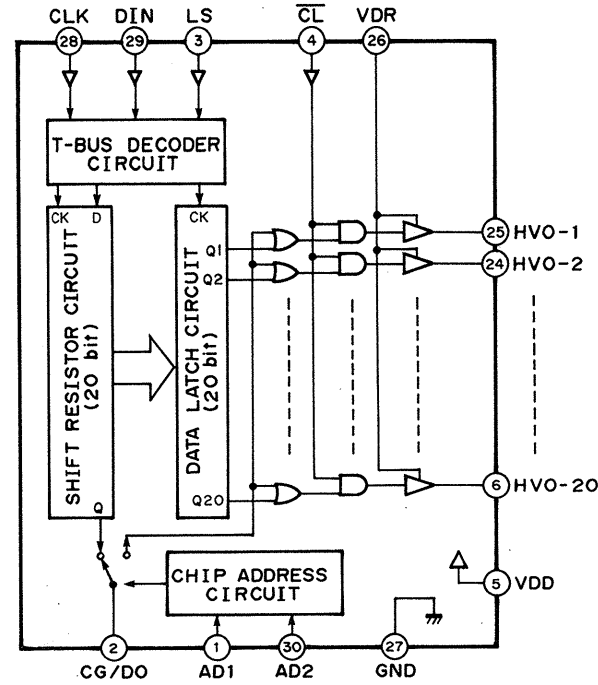 CLK DIN LS CL VDR
28 29 3 4 26
T-BUS DECODER
CIRCUIT
CK D
CK
SHIFT RESISTOR CIRCUIT
(20 bit)
Q
DATA LATCH CIRCUIT
(20 bit)
Q1
Q2
Q20
25 HVO-1
24 HVO-2
6 HVO-20
CHIP ADDRESS
CIRCUIT
5 VDD
2 1 30 27
CG/DO AD1 AD2 GND